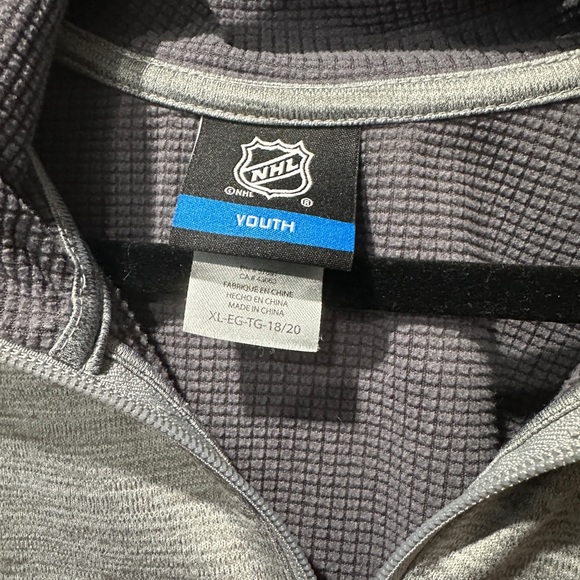 NHL
©NHL ®
YOUTH
FABRIQUÉ EN CHINE
HECHO EN CHINA
MADE IN CHINA
XL-EG-TG-18/20